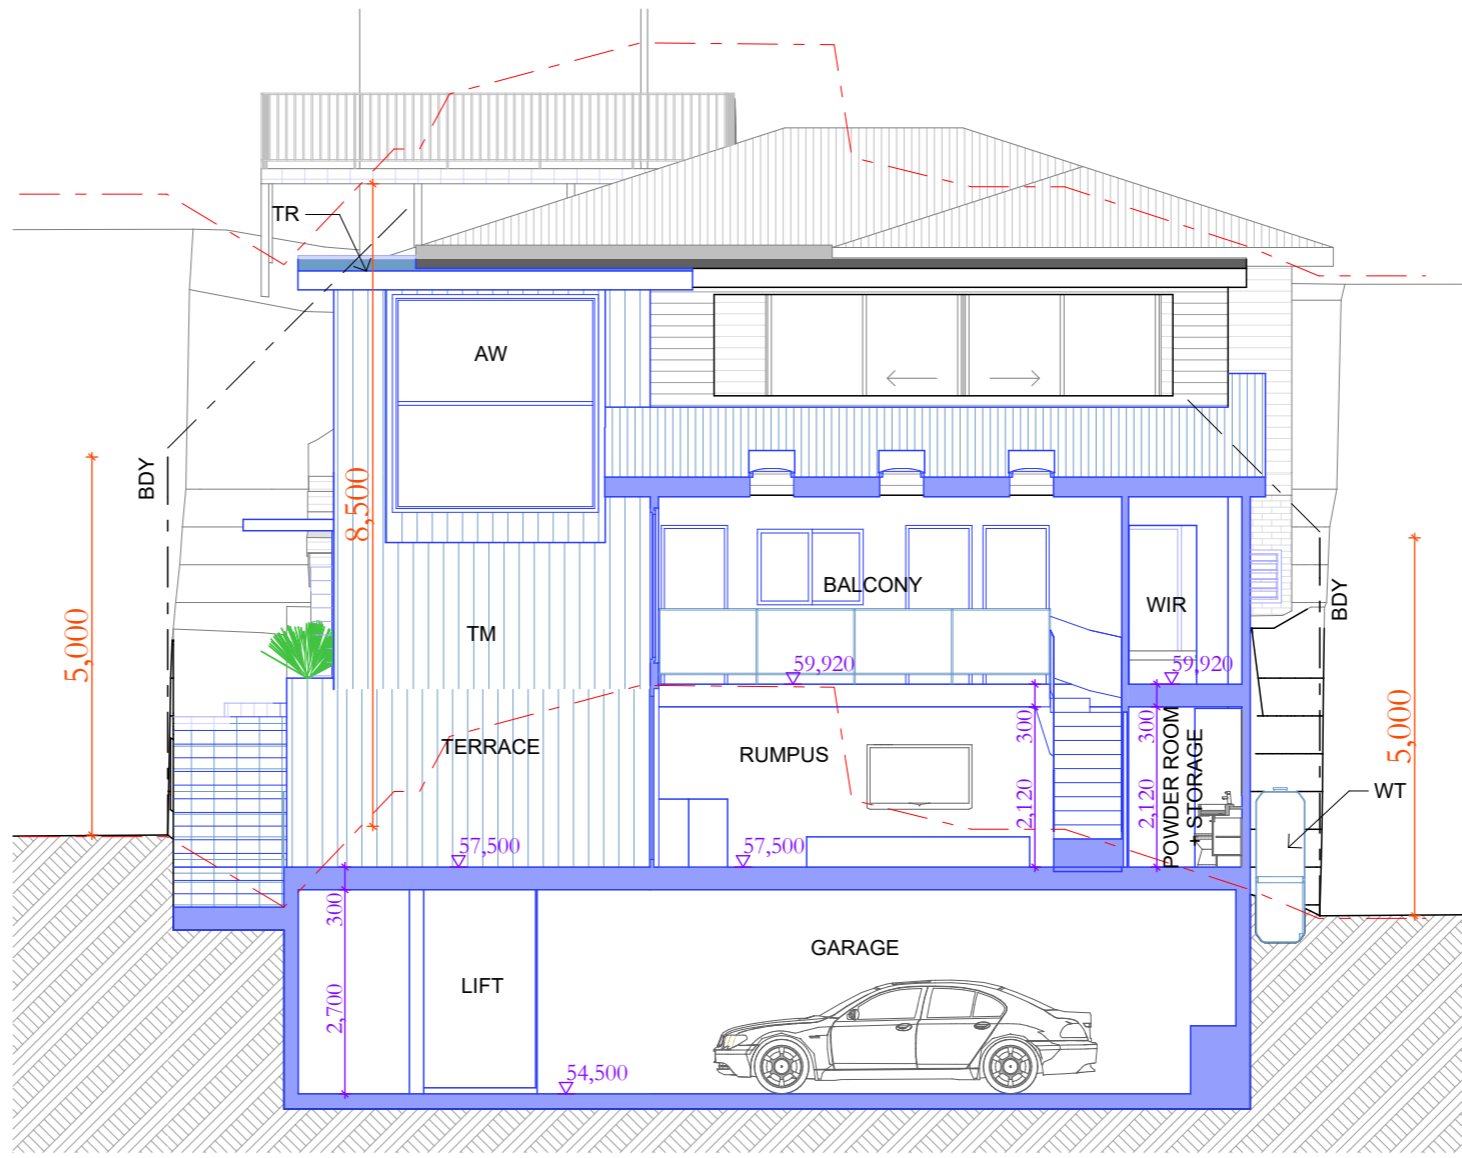 TR
AW
BDY
8,500
5,000
BALCONY
WIR
BDY
TM
59,920
59,920
5,000
TERRACE
RUMPUS
300
300
POWDER ROOM
STORAGE
2,120
2,120
WT
57,500
57,500
300
GARAGE
LIFT
2,700
54,500